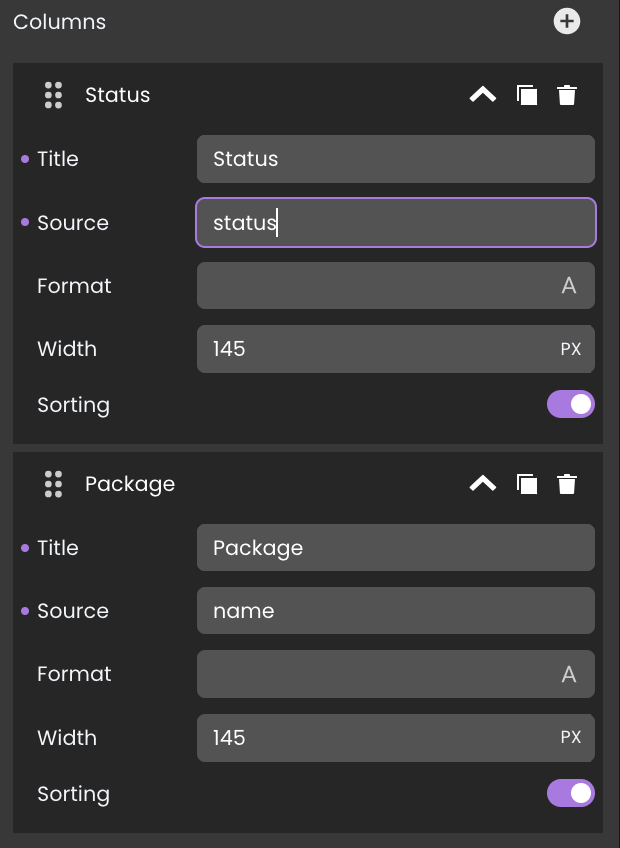 Columns
Status
Title Status
Source status
Format A
Width 145 PX
Sorting
Package
Title Package
Source name
Format A
Width 145 PX
Sorting